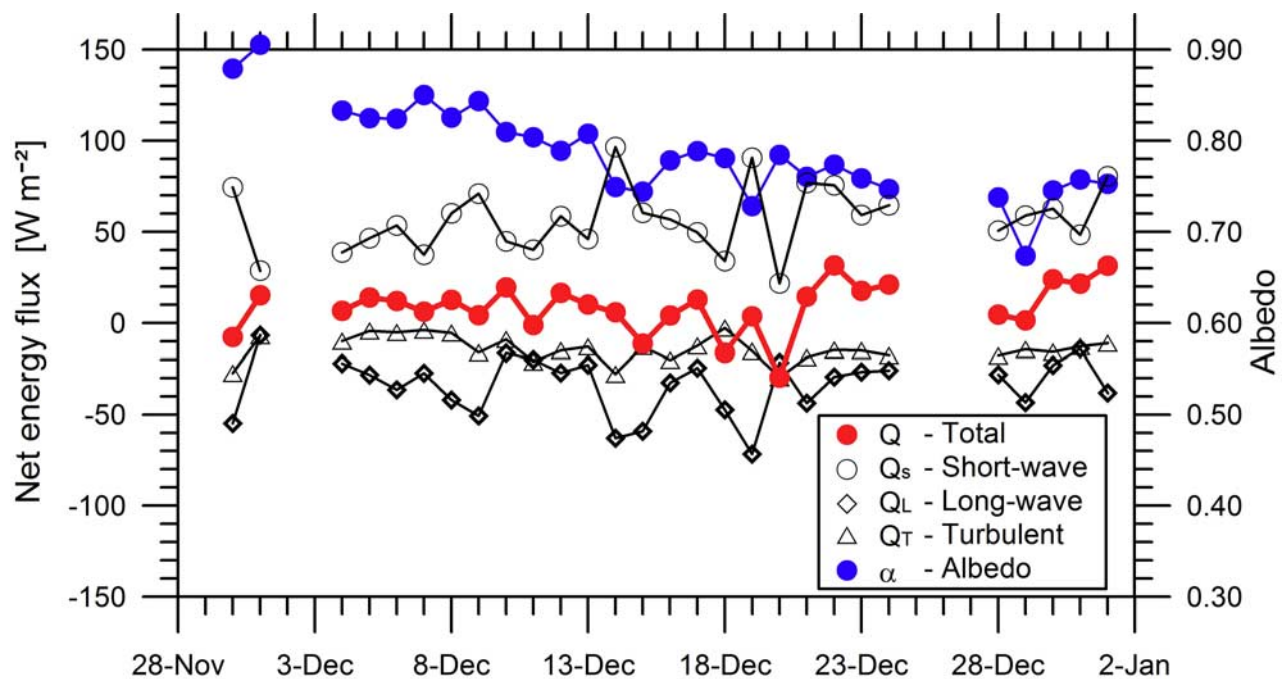 Net energy flux [W m⁻²]
150
100
50
0
-50
-100
-150
0.90
0.80
0.70
0.60
0.50
0.40
0.30
Albedo
Q - Total
Qs - Short-wave
QL - Long-wave
QT - Turbulent
α - Albedo
28-Nov 3-Dec 8-Dec 13-Dec 18-Dec 23-Dec 28-Dec 2-Jan